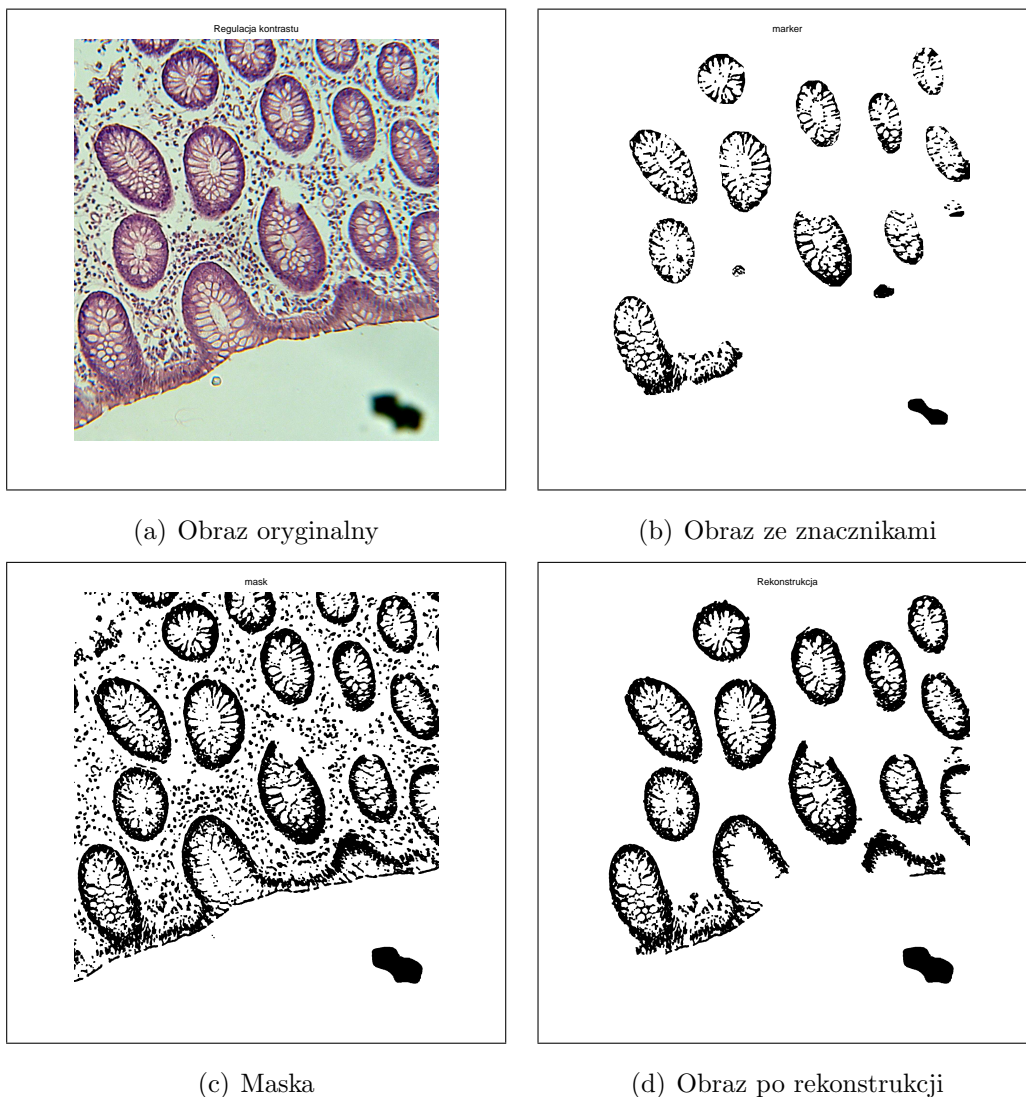 Regulacja kontrastu
marker
(a) Obraz oryginalny
(b) Obraz ze znacznikami
mask
Rekonstrukcja
(c) Maska
(d) Obraz po rekonstrukcji